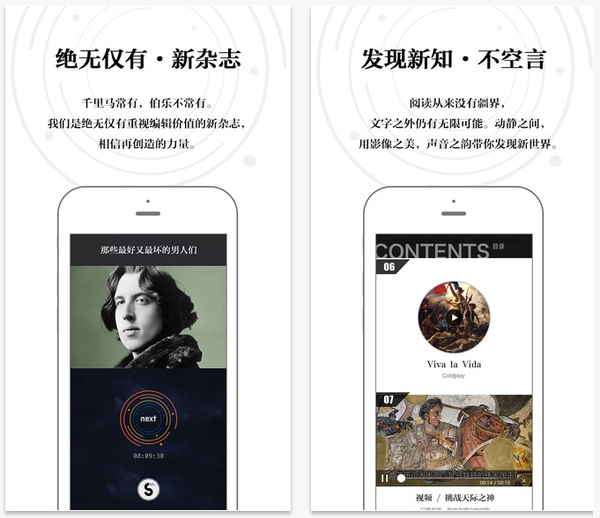 绝无仅有·新杂志
千里马常有，伯乐不常有。
我们是绝无仅有重视编辑价值的新杂志，
相信再创造的力量。
那些最好又最坏的男人们
next
08:09:30
S
发现新知·不空言
阅读从来没有疆界，
文字之外仍有无限可能。动静之间，
用影像之美，声音之韵带你发现新世界。
CONTENTS 目录
06
Viva la Vida
Coldplay
07
00:14 / 02:15
视频 / 挑战天际之神